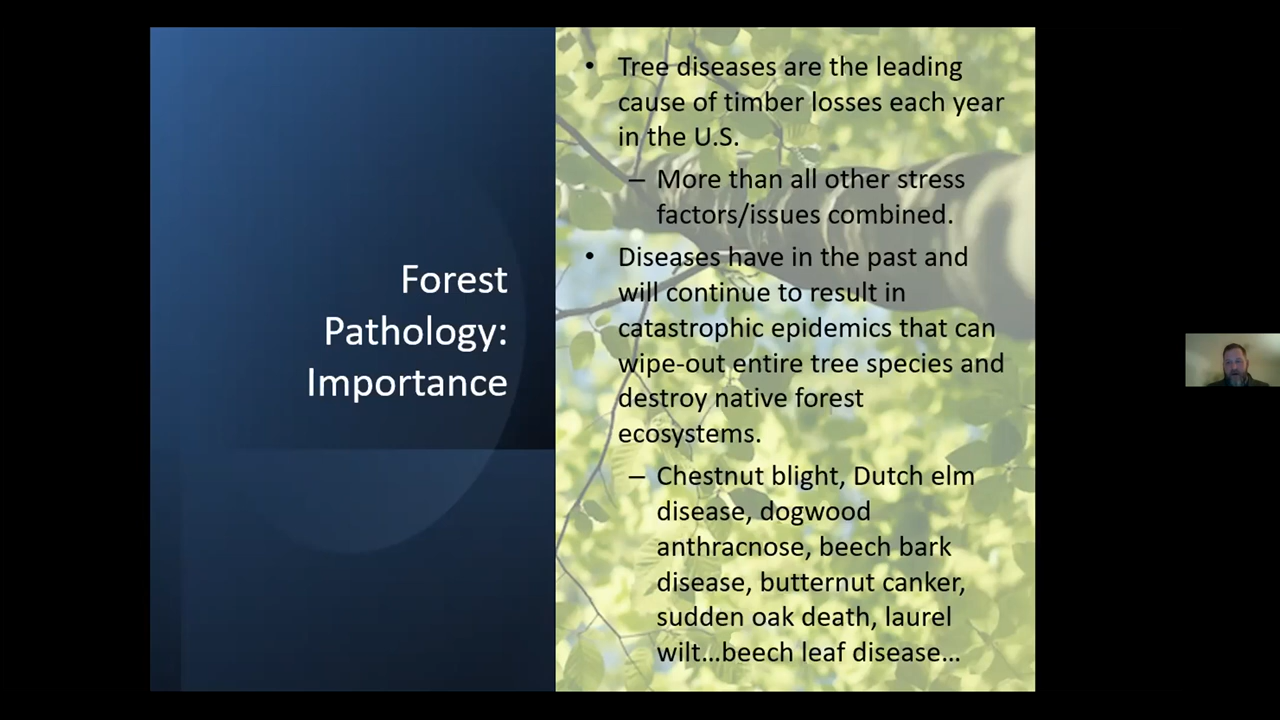 Forest
Pathology:
Importance
• Tree diseases are the leading
cause of timber losses each year
in the U.S.
– More than all other stress
factors/issues combined.
• Diseases have in the past and
will continue to result in
catastrophic epidemics that can
wipe-out entire tree species and
destroy native forest
ecosystems.
– Chestnut blight, Dutch elm
disease, dogwood
anthracnose, beech bark
disease, butternut canker,
sudden oak death, laurel
wilt…beech leaf disease…